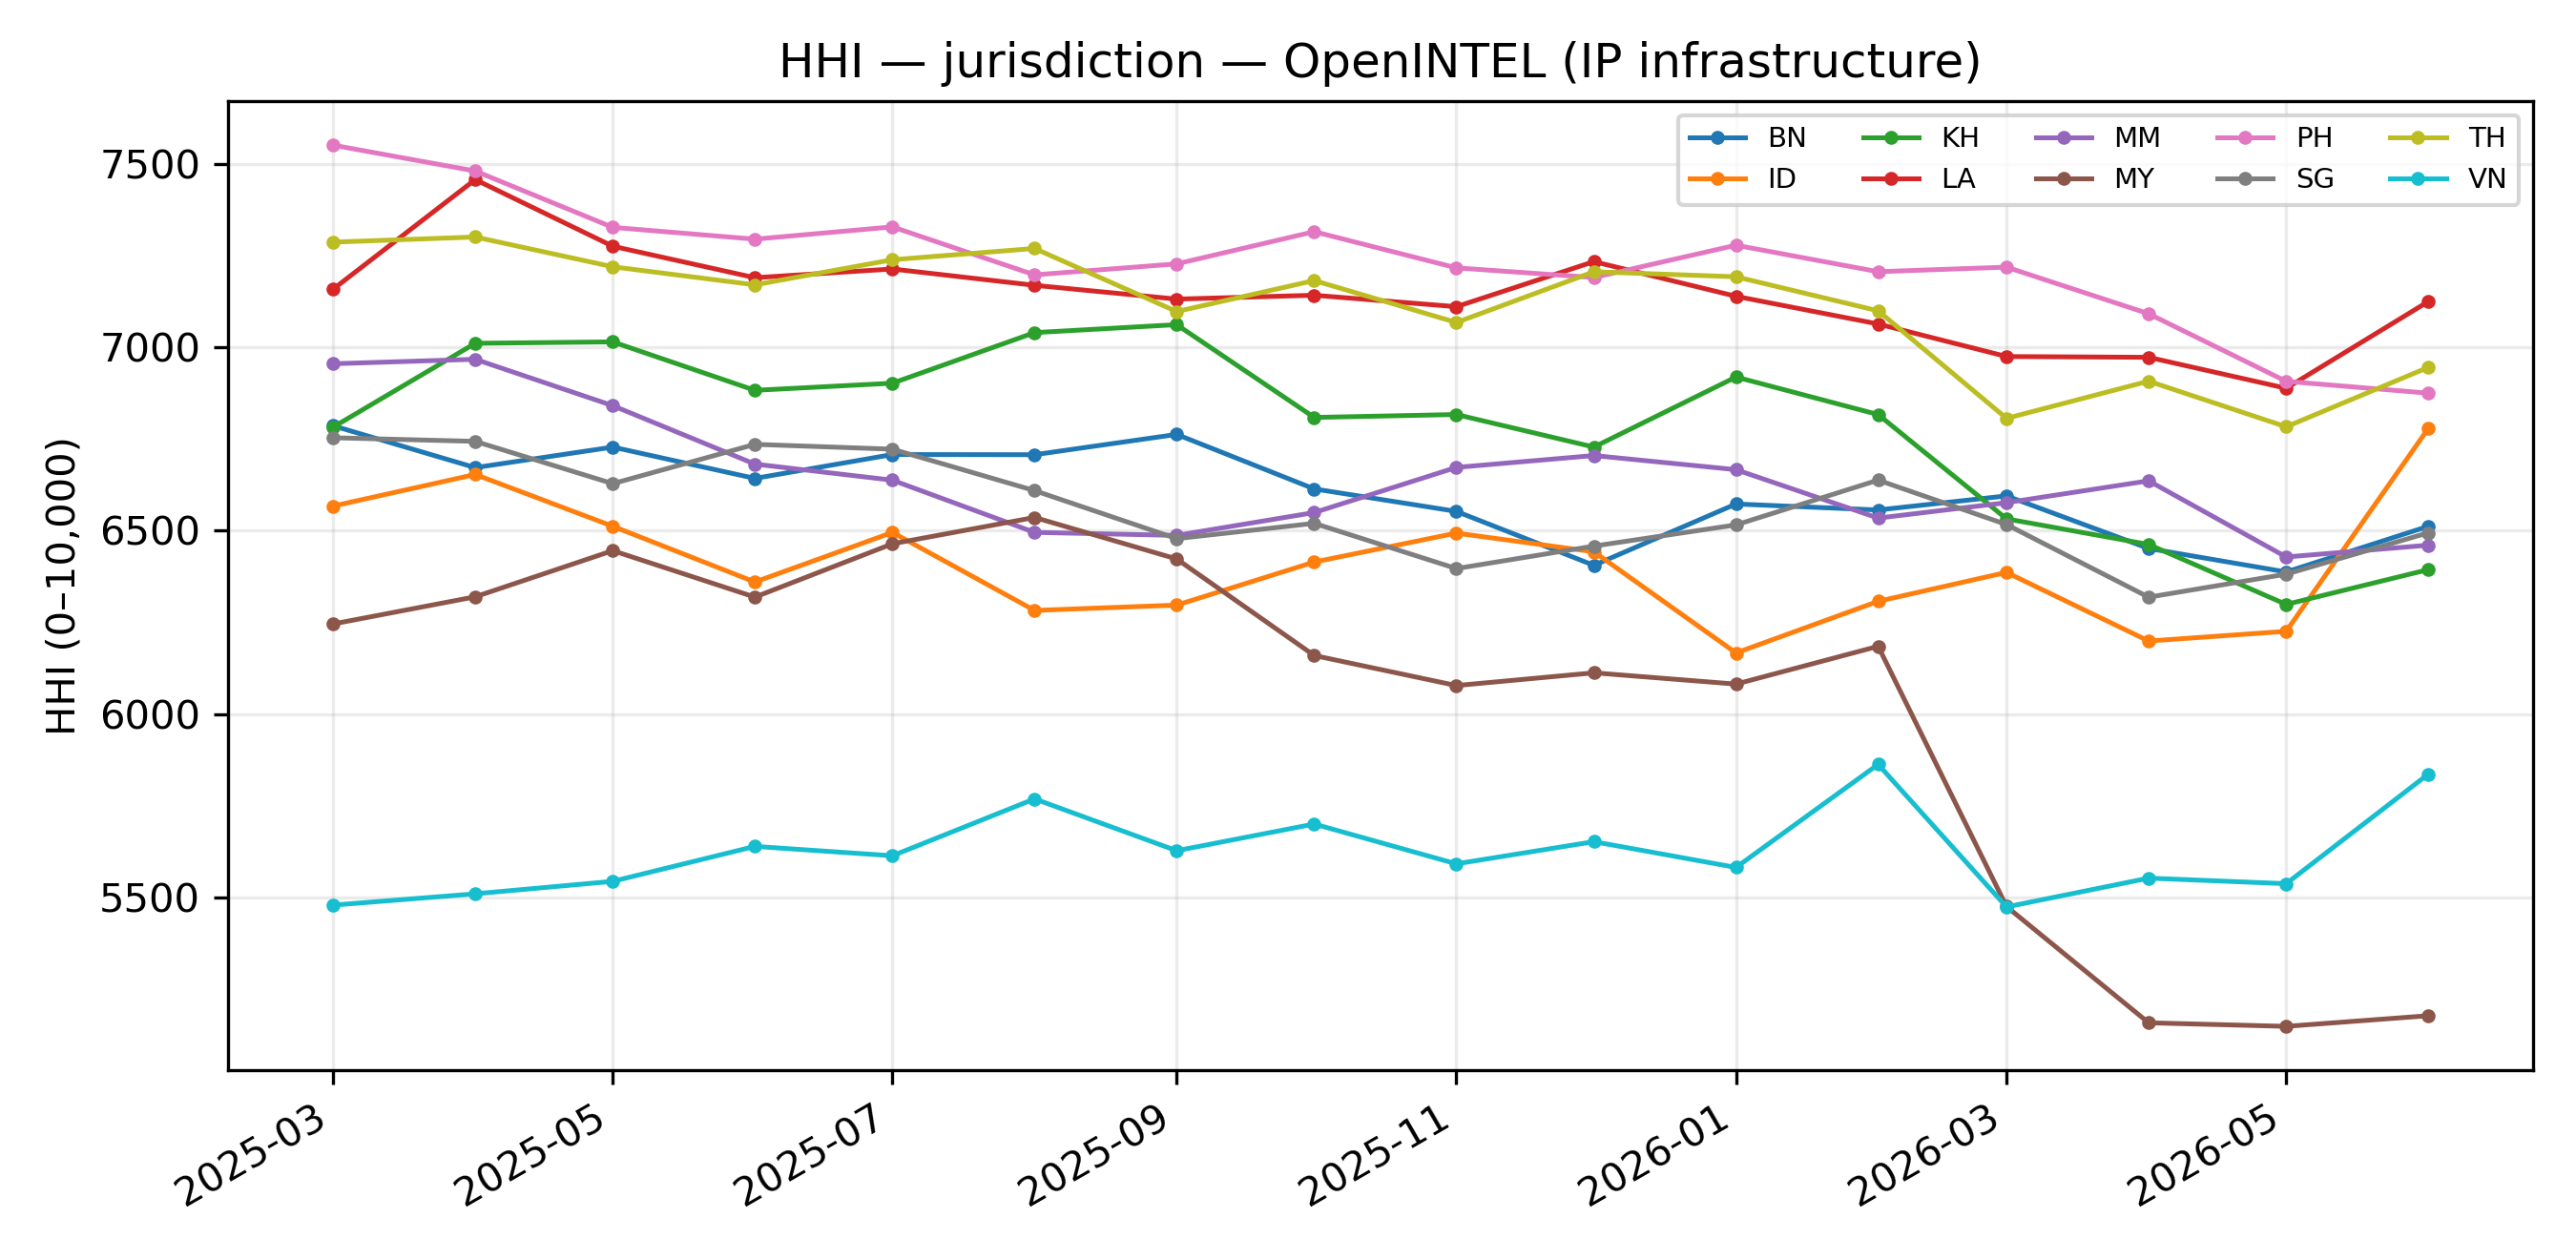 HHI — jurisdiction — OpenINTEL (IP infrastructure)
BN KH MM PH TH
ID LA MY SG VN
HHI (0–10,000)
7500
7000
6500
6000
5500
2025-03 2025-05 2025-07 2025-09 2025-11 2026-01 2026-03 2026-05